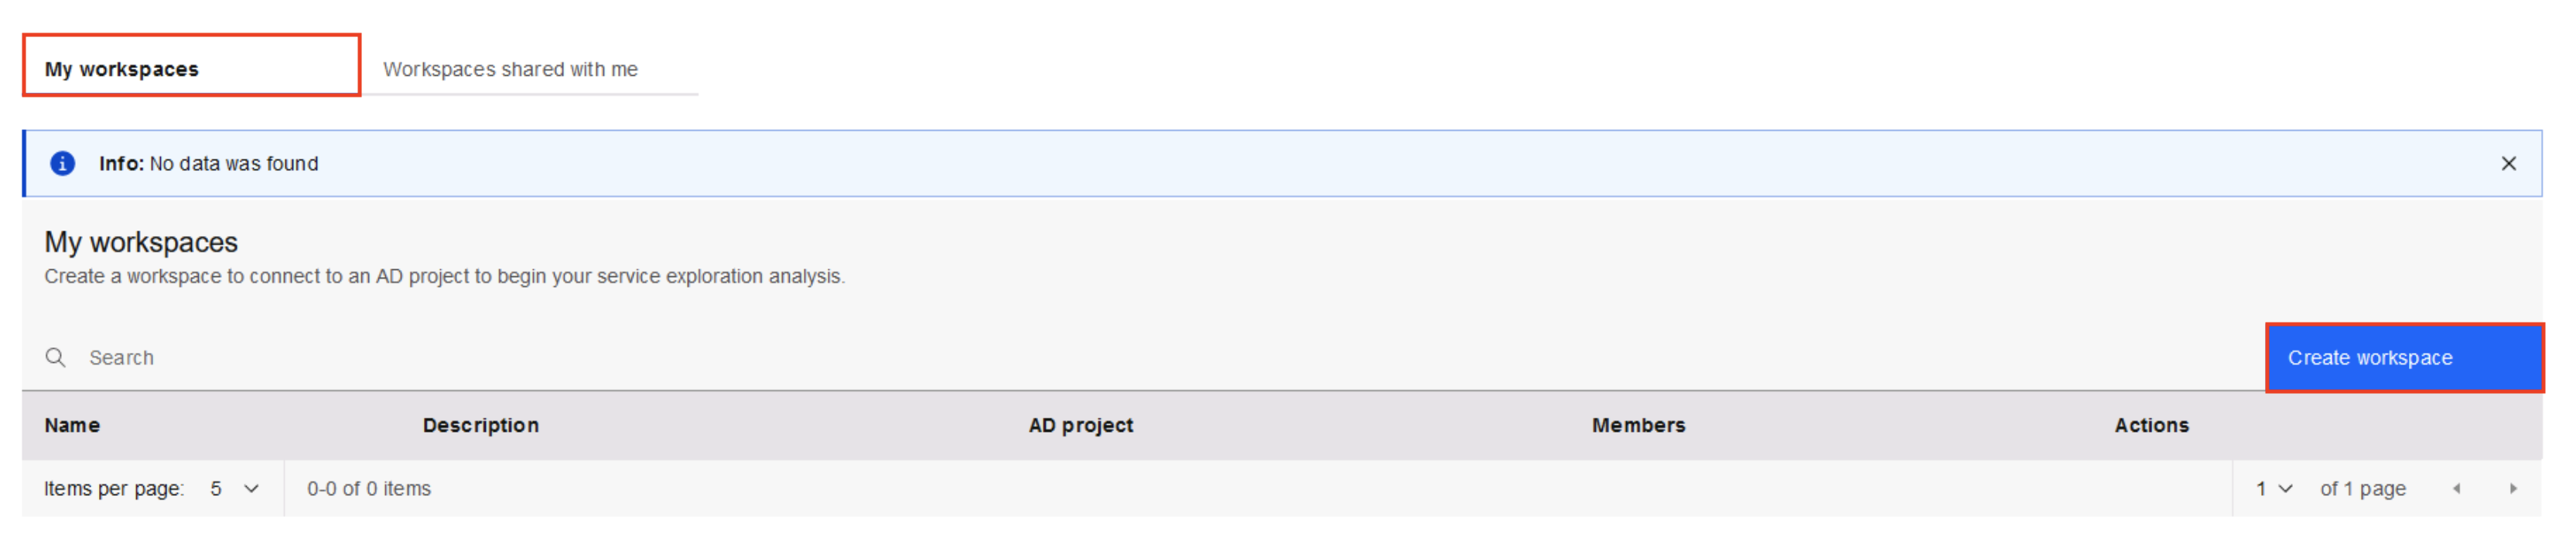 My workspaces Workspaces shared with me
Info: No data was found
My workspaces
Create a workspace to connect to an AD project to begin your service exploration analysis.
Search Create workspace
Name Description AD project Members Actions
Items per page: 5 0-0 of 0 items 1 of 1 page